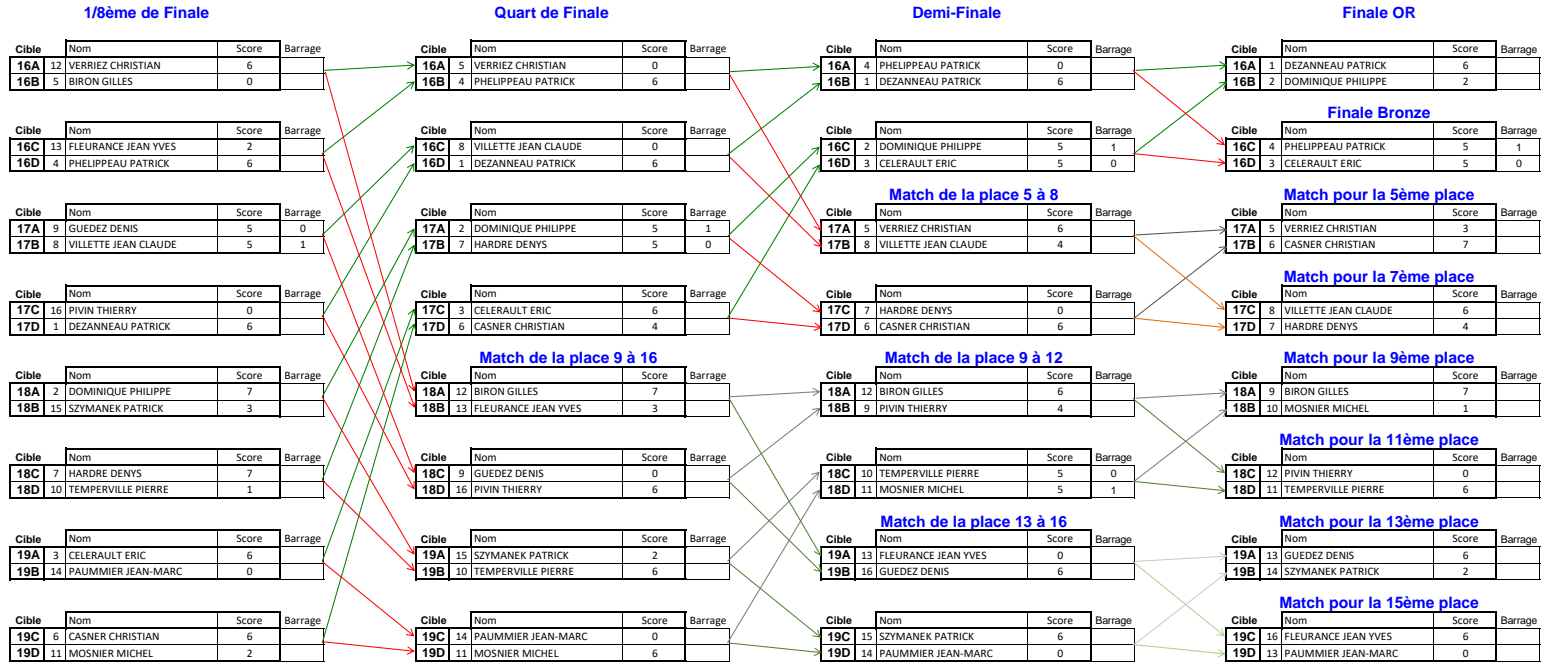 1/8ème de Finale Quart de Finale Demi-Finale Finale OR
Cible Nom Score Barrage Cible Nom Score Barrage Cible Nom Score Barrage Cible Nom Score Barrage
16A 12 VERRIEZ CHRISTIAN 6 16A 5 VERRIEZ CHRISTIAN 0 16A 4 PHELIPPEAU PATRICK 0 16A 1 DEZANNEAU PATRICK 6
16B 5 BIRON GILLES 0 16B 4 PHELIPPEAU PATRICK 6 16B 1 DEZANNEAU PATRICK 6 16B 2 DOMINIQUE PHILIPPE 2
Finale Bronze
Cible Nom Score Barrage Cible Nom Score Barrage Cible Nom Score Barrage Cible Nom Score Barrage
16C 13 FLEURANCE JEAN YVES 2 16C 8 VILLETTE JEAN CLAUDE 0 16C 2 DOMINIQUE PHILIPPE 5 1 16C 4 PHELIPPEAU PATRICK 5 1
16D 4 PHELIPPEAU PATRICK 6 16D 1 DEZANNEAU PATRICK 6 16D 3 CELERAULT ERIC 5 0 16D 3 CELERAULT ERIC 5 0
Match de la place 5 à 8 Match pour la 5ème place
Cible Nom Score Barrage Cible Nom Score Barrage Cible Nom Score Barrage Cible Nom Score Barrage
17A 9 GUEDEZ DENIS 5 0 17A 2 DOMINIQUE PHILIPPE 5 1 17A 5 VERRIEZ CHRISTIAN 6 17A 5 VERRIEZ CHRISTIAN 3
17B 8 VILLETTE JEAN CLAUDE 5 1 17B 7 HARDRE DENYS 5 0 17B 8 VILLETTE JEAN CLAUDE 4 17B 6 CASNER CHRISTIAN 7
Match pour la 7ème place
Cible Nom Score Barrage Cible Nom Score Barrage Cible Nom Score Barrage Cible Nom Score Barrage
17C 16 PIVIN THIERRY 0 17C 3 CELERAULT ERIC 6 17C 7 HARDRE DENYS 0 17C 8 VILLETTE JEAN CLAUDE 6
17D 1 DEZANNEAU PATRICK 6 17D 6 CASNER CHRISTIAN 4 17D 6 CASNER CHRISTIAN 6 17D 7 HARDRE DENYS 4
Match de la place 9 à 16 Match de la place 9 à 12 Match pour la 9ème place
Cible Nom Score Barrage Cible Nom Score Barrage Cible Nom Score Barrage Cible Nom Score Barrage
18A 2 DOMINIQUE PHILIPPE 7 18A 12 BIRON GILLES 7 18A 12 BIRON GILLES 6 18A 9 BIRON GILLES 7
18B 15 SZYMANEK PATRICK 3 18B 13 FLEURANCE JEAN YVES 3 18B 9 PIVIN THIERRY 4 18B 10 MOSNIER MICHEL 1
Match pour la 11ème place
Cible Nom Score Barrage Cible Nom Score Barrage Cible Nom Score Barrage Cible Nom Score Barrage
18C 7 HARDRE DENYS 7 18C 9 GUEDEZ DENIS 0 18C 10 TEMPERVILLE PIERRE 5 0 18C 12 PIVIN THIERRY 0
18D 10 TEMPERVILLE PIERRE 1 18D 16 PIVIN THIERRY 6 18D 11 MOSNIER MICHEL 5 1 18D 11 TEMPERVILLE PIERRE 6
Match de la place 13 à 16 Match pour la 13ème place
Cible Nom Score Barrage Cible Nom Score Barrage Cible Nom Score Barrage Cible Nom Score Barrage
19A 3 CELERAULT ERIC 6 19A 15 SZYMANEK PATRICK 2 19A 13 FLEURANCE JEAN YVES 0 19A 13 GUEDEZ DENIS 6
19B 14 PAUMMIER JEAN-MARC 0 19B 10 TEMPERVILLE PIERRE 6 19B 16 GUEDEZ DENIS 6 19B 14 SZYMANEK PATRICK 2
Match pour la 15ème place
Cible Nom Score Barrage Cible Nom Score Barrage Cible Nom Score Barrage Cible Nom Score Barrage
19C 6 CASNER CHRISTIAN 6 19C 14 PAUMMIER JEAN-MARC 0 19C 15 SZYMANEK PATRICK 6 19C 16 FLEURANCE JEAN YVES 6
19D 11 MOSNIER MICHEL 2 19D 11 MOSNIER MICHEL 6 19D 14 PAUMMIER JEAN-MARC 0 19D 13 PAUMMIER JEAN-MARC 0